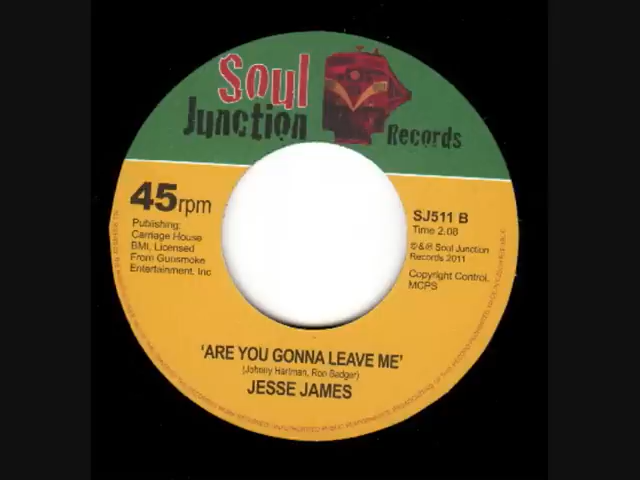 Soul
Junction
Records
45rpm
Publishing:
Carnage House
BMI, Licensed
From Gunsmoke
Entertainment, Inc
SJ511 B
Time 2.08
©&℗ Soul Junction
Records 2011
Copyright Control,
MCPS
'ARE YOU GONNA LEAVE ME'
(Johnny Hartman, Ron Badger)
JESSE JAMES